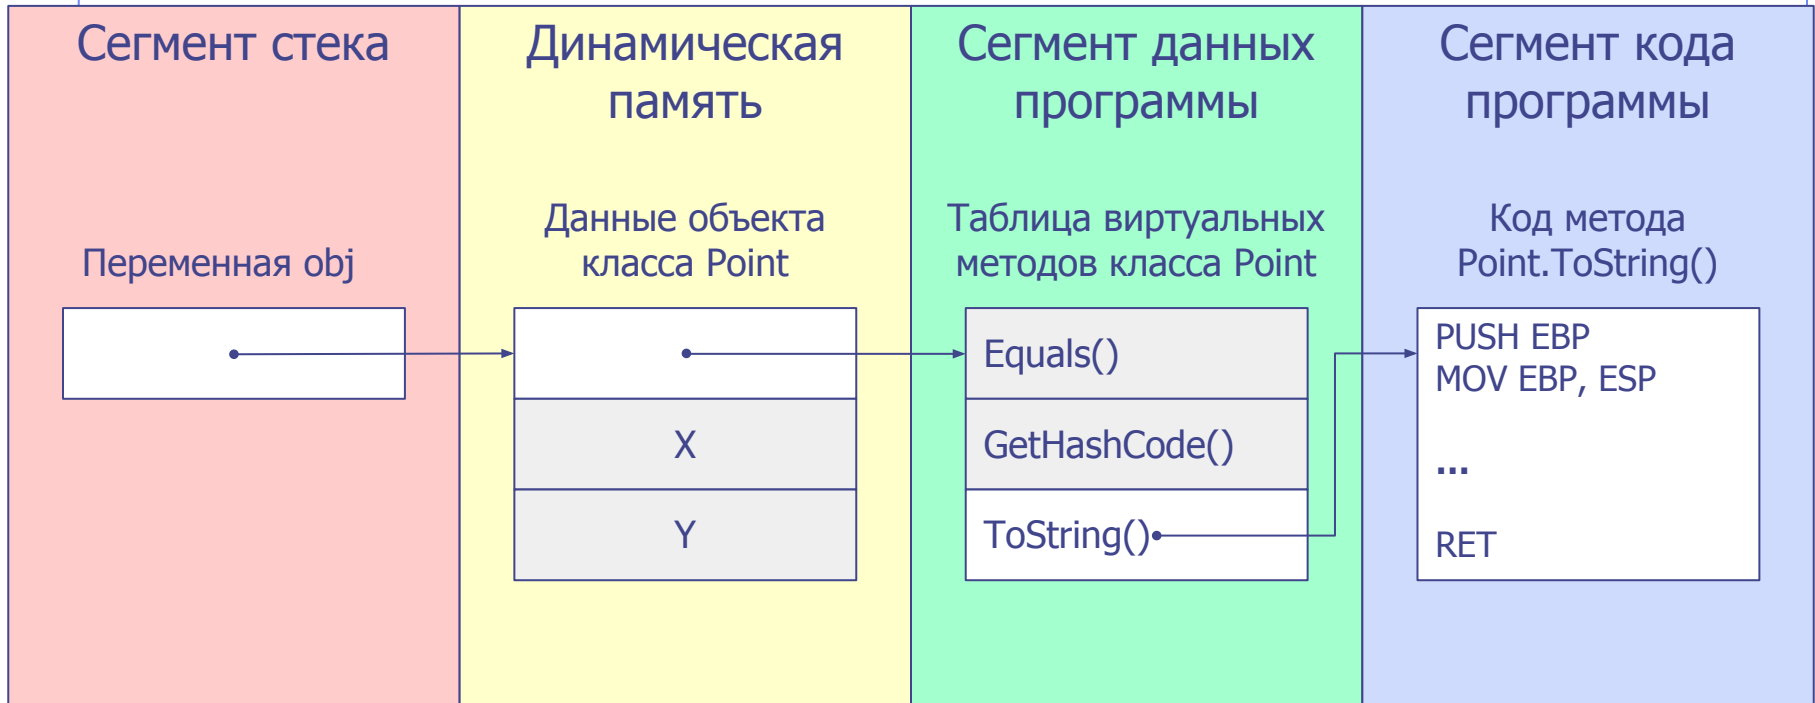 Сегмент стека
Переменная obj
Динамическая
память
Данные объекта
класса Point
X
Y
Сегмент данных
программы
Таблица виртуальных
методов класса Point
Equals()
GetHashCode()
ToString()
Сегмент кода
программы
Код метода
Point.ToString()
PUSH EBP
MOV EBP, ESP
...
RET